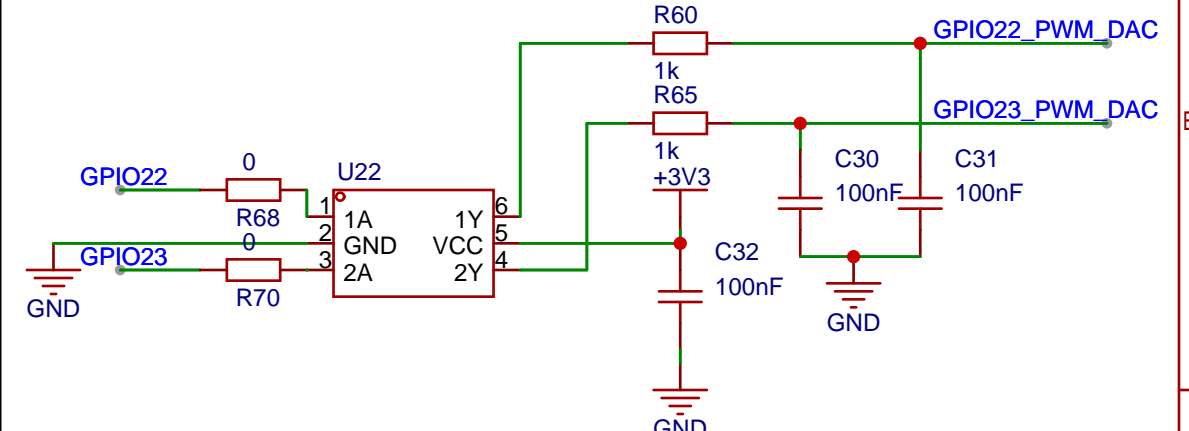 R60
GPIO22_PWM_DAC
1k
R65
GPIO23_PWM_DAC
1k
+3V3
C30
100nF
C31
100nF
GPIO22
0
R68
U22
1
1A
1Y
6
2
GND
VCC
5
3
2A
2Y
4
GPIO23
0
R70
GND
C32
100nF
GND
GND